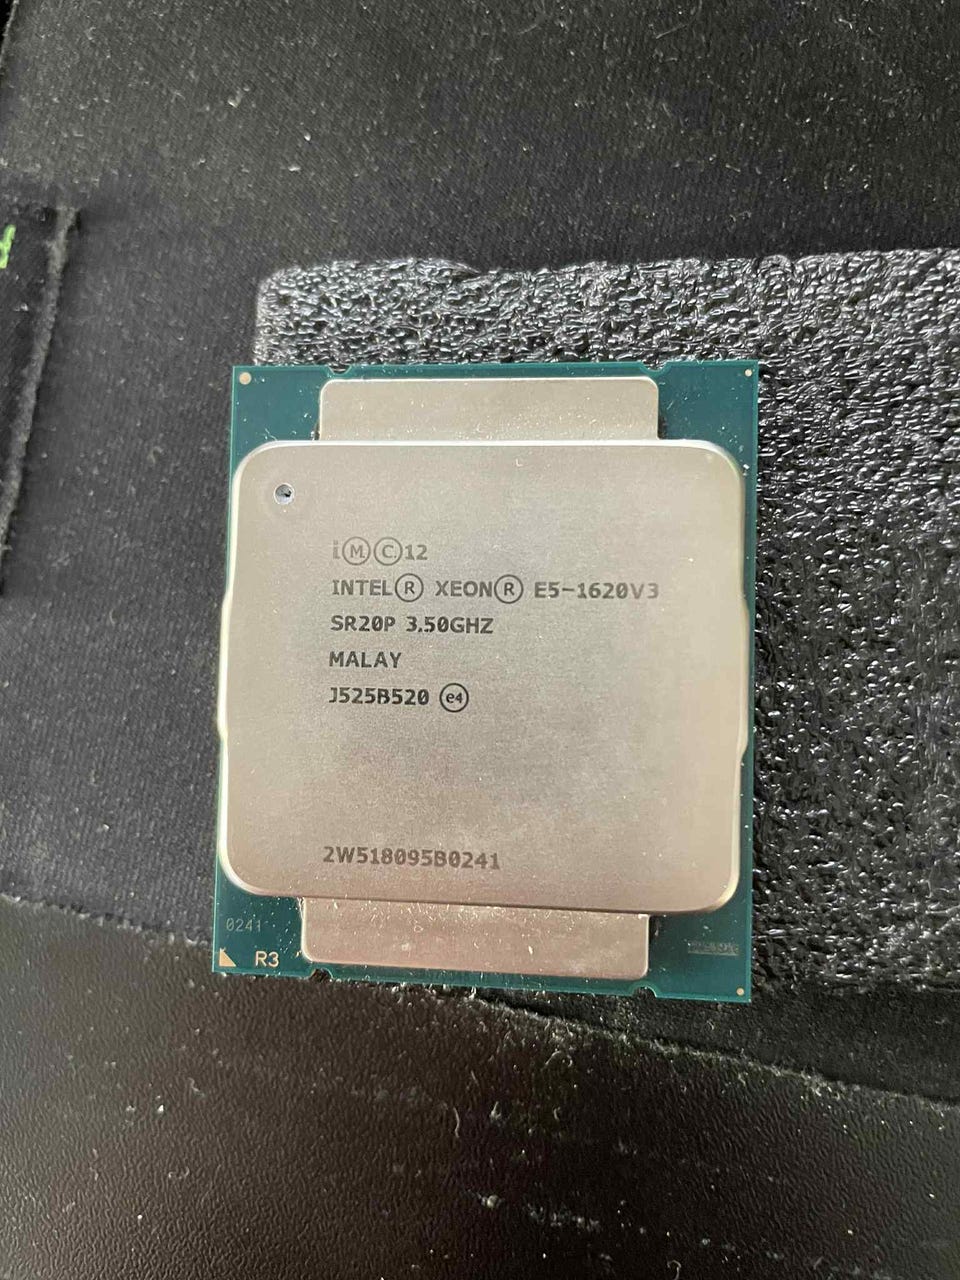 i Ⓜ Ⓒ 12
INTEL® XEON® E5-1620V3
SR20P 3.50GHZ
MALAY
J525B520 e4
2W518095B0241
0241
R3